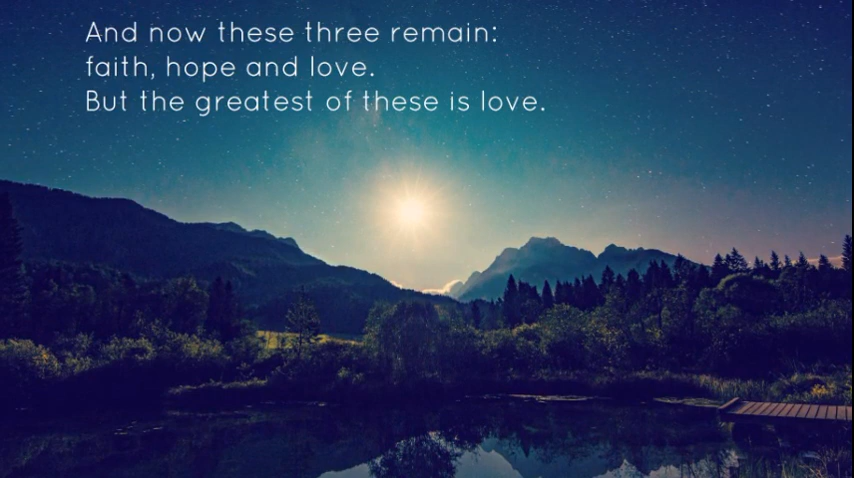 And now these three remain:
faith, hope and love.
But the greatest of these is love.